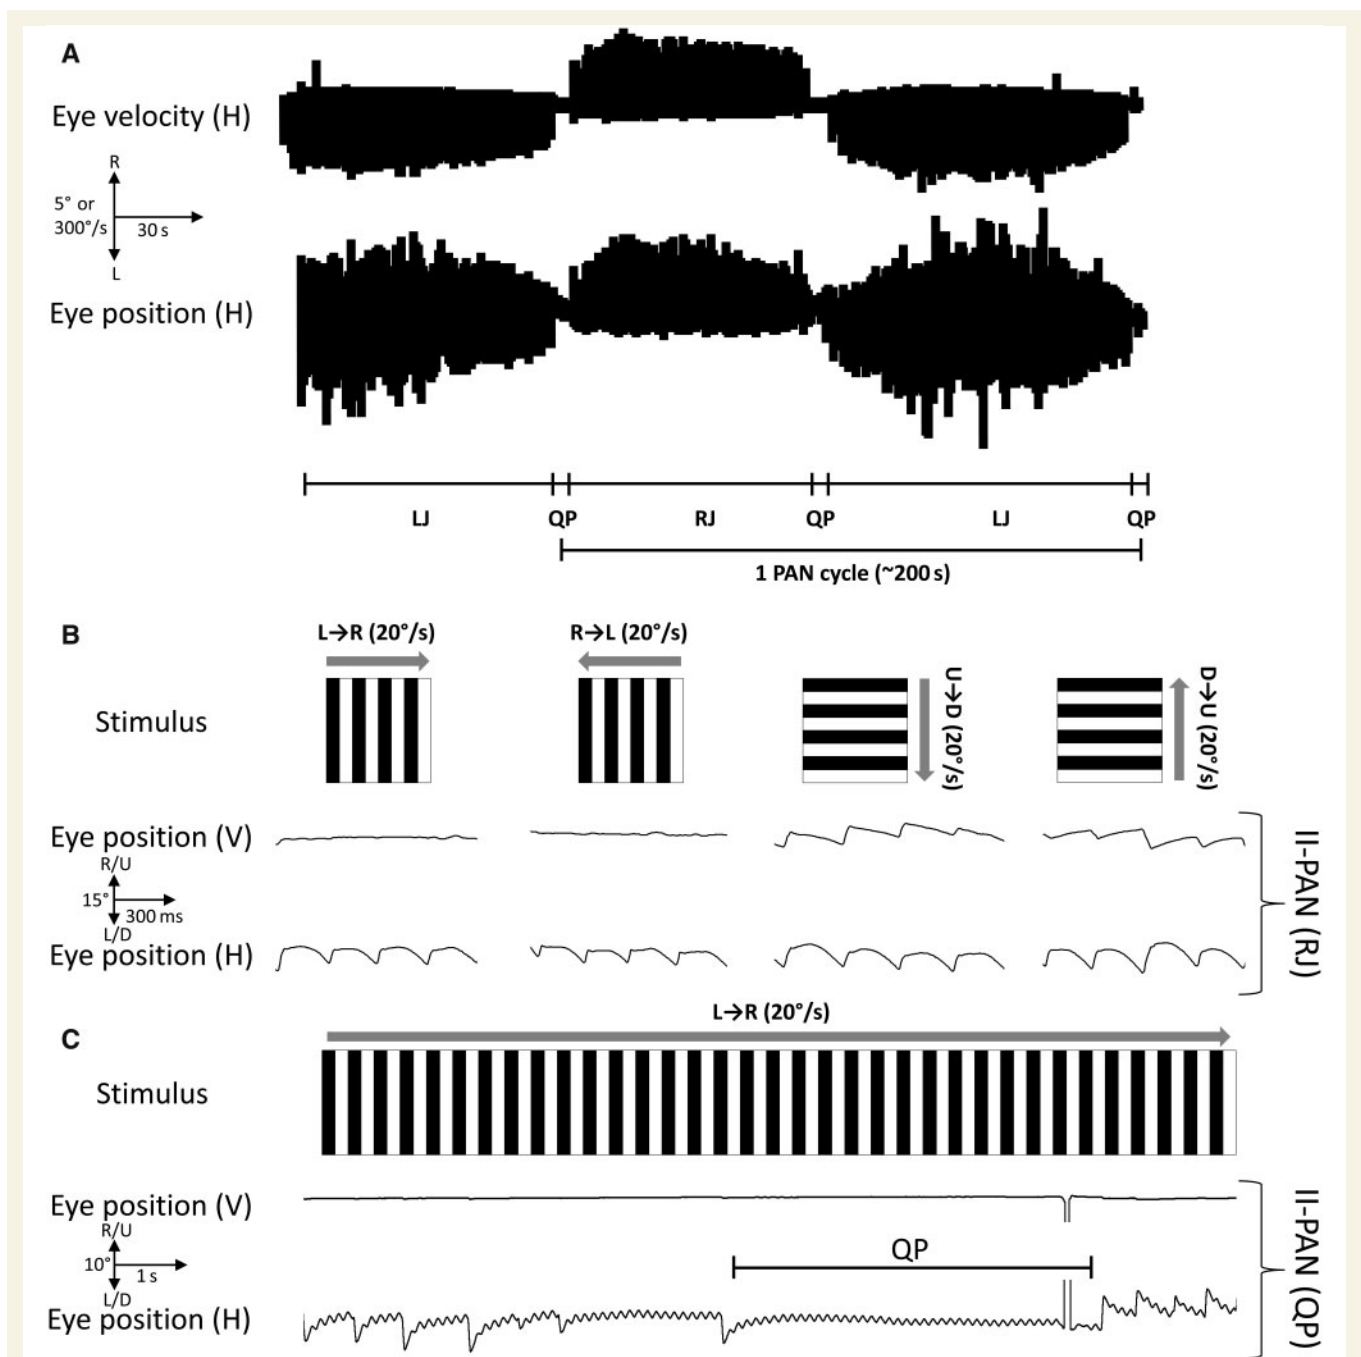 A
Eye velocity (H)
R
5° or
300°/s
30 s
L
Eye position (H)
LJ QP RJ QP LJ QP
1 PAN cycle (~200 s)
B
L→R (20°/s) R→L (20°/s) U→D (20°/s) D→U (20°/s)
Stimulus
Eye position (V)
R/U
15°
300 ms
L/D
Eye position (H)
II-PAN (RJ)
L→R (20°/s)
C
Stimulus
Eye position (V)
R/U
10°
1 s
L/D
QP
Eye position (H)
II-PAN (QP)